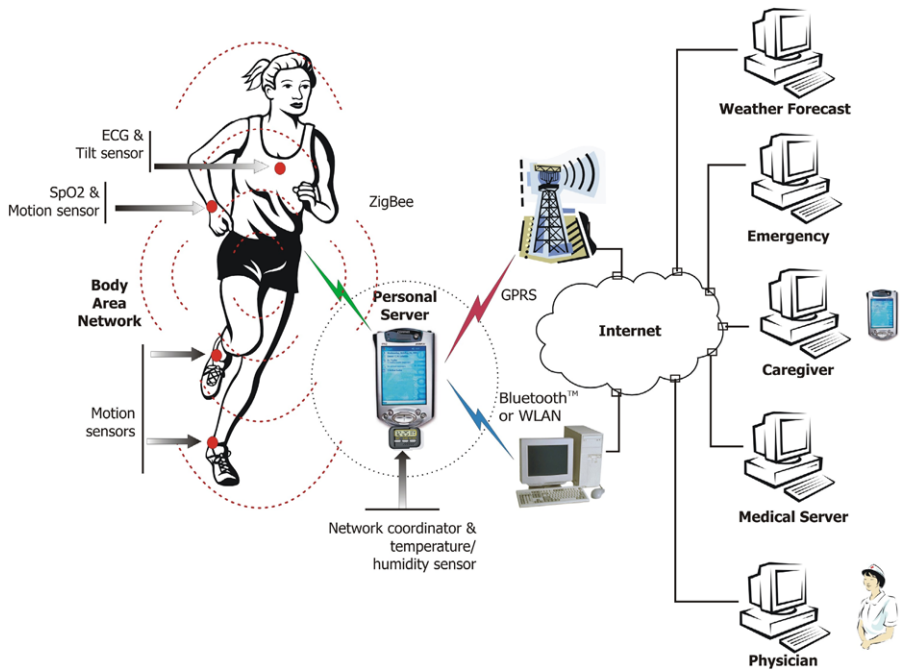 ECG &
Tilt sensor
SpO2 &
Motion sensor
ZigBee
Body
Area
Network
Motion
sensors
Personal
Server
Network coordinator &
temperature/
humidity sensor
GPRS
Bluetooth™
or WLAN
Internet
Weather Forecast
Emergency
Caregiver
Medical Server
Physician